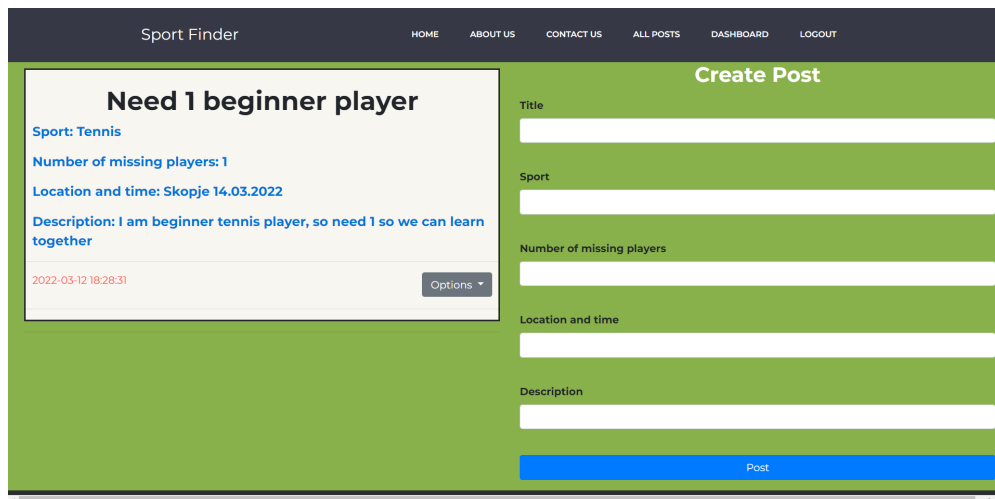 Sport Finder
HOME ABOUT US CONTACT US ALL POSTS DASHBOARD LOGOUT
Need 1 beginner player
Sport: Tennis
Number of missing players: 1
Location and time: Skopje 14.03.2022
Description: I am beginner tennis player, so need 1 so we can learn
together
2022-03-12 18:28:31
Options
Create Post
Title
Sport
Number of missing players
Location and time
Description
Post